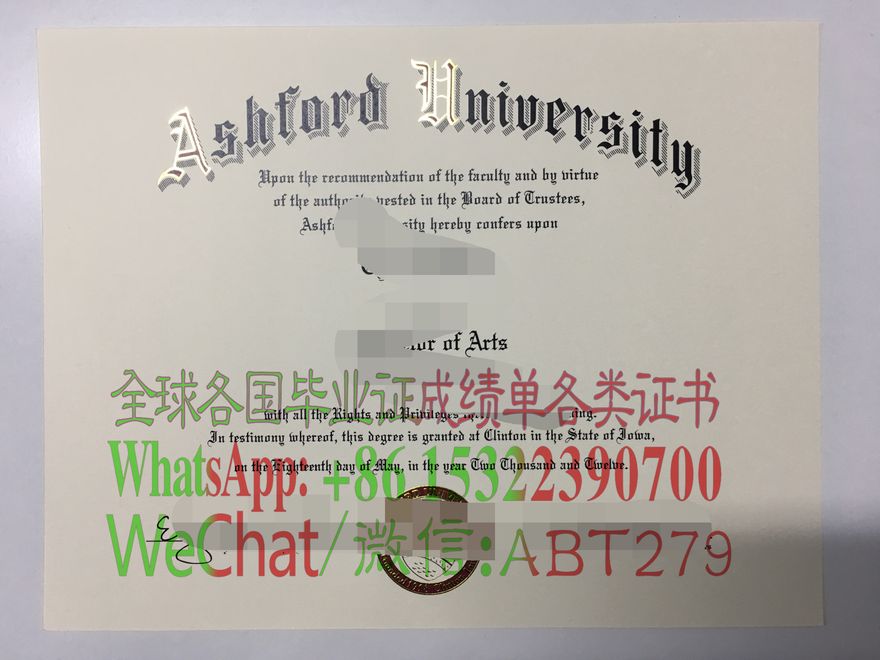 Ashford University
Upon the recommendation of the faculty and by virtue
of the authority vested in the Board of Trustees,
hereby confers upon
of Arts
全球各国毕业证成绩单各类证书
with all the Rights and Privileges
In testimony whereof, this degree is granted at Clinton in the State of Iowa,
WhatsApp: +86 15322390700
on the Eighteenth day of May, in the year Two Thousand and Twelve.
WeChat/微信:ABT279